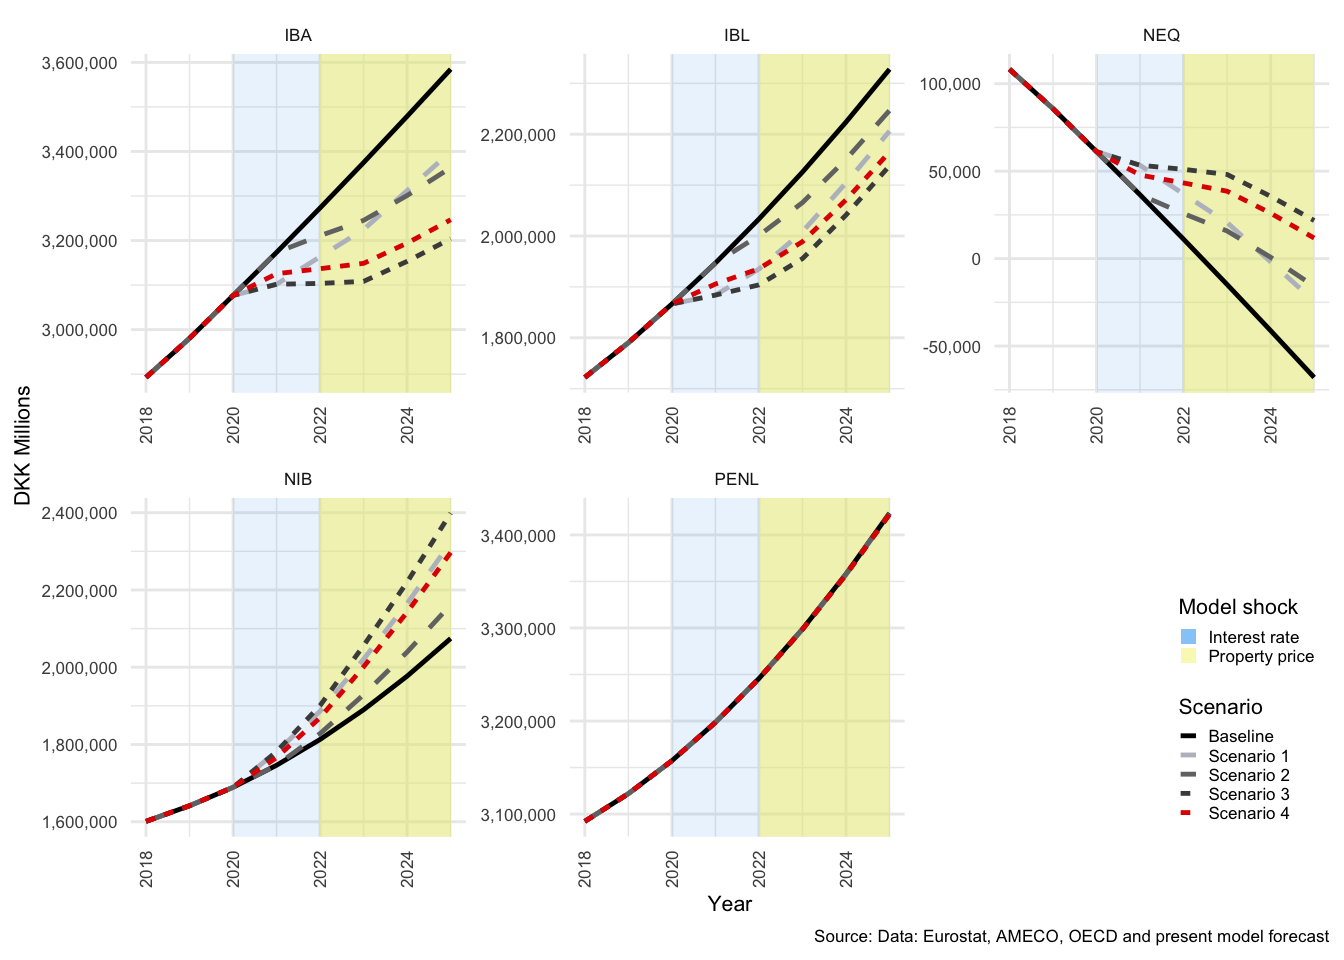 IBA
IBL
NEQ
3,600,000
3,400,000
3,200,000
3,000,000
2,200,000
2,000,000
1,800,000
100,000
50,000
0
-50,000
2018
2020
2022
2024
2018
2020
2022
2024
2018
2020
2022
2024
DKK Millions
NIB
PENL
2,400,000
2,200,000
2,000,000
1,800,000
1,600,000
3,400,000
3,300,000
3,200,000
3,100,000
2018
2020
2022
2024
2018
2020
2022
2024
Year
Model shock
Interest rate
Property price
Scenario
Baseline
Scenario 1
Scenario 2
Scenario 3
Scenario 4
Source: Data: Eurostat, AMECO, OECD and present model forecast